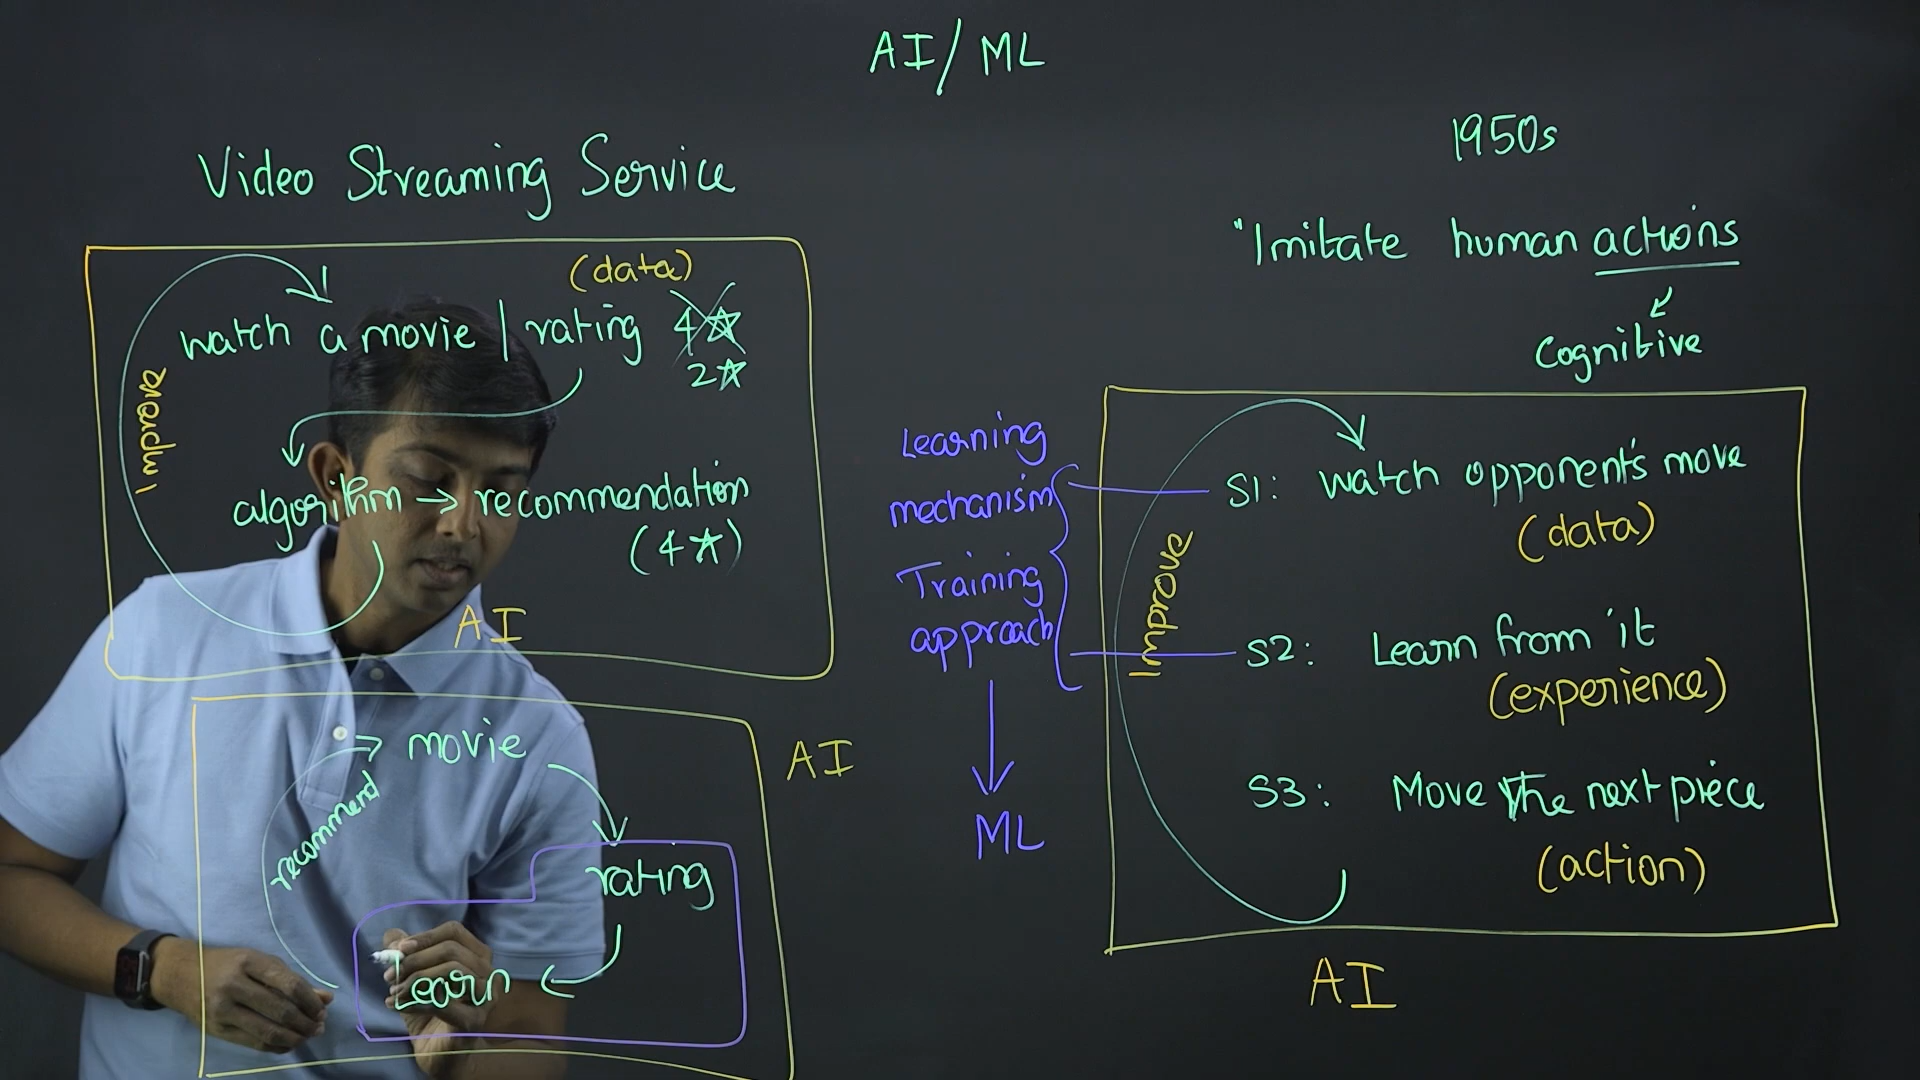 AI/ML
Video Streaming Service
(data)
watch a movie | rating 4☆
2☆
Improve
algorithm → recommendation
(4☆)
AI
movie
AI
recommend
rating
Learn
Learning
mechanism
Training
approach
ML
1950s
"Imitate human actions
Cognitive
S1: watch opponent's move
(data)
Improve
S2: Learn from it
(experience)
S3: Move the next piece
(action)
AI